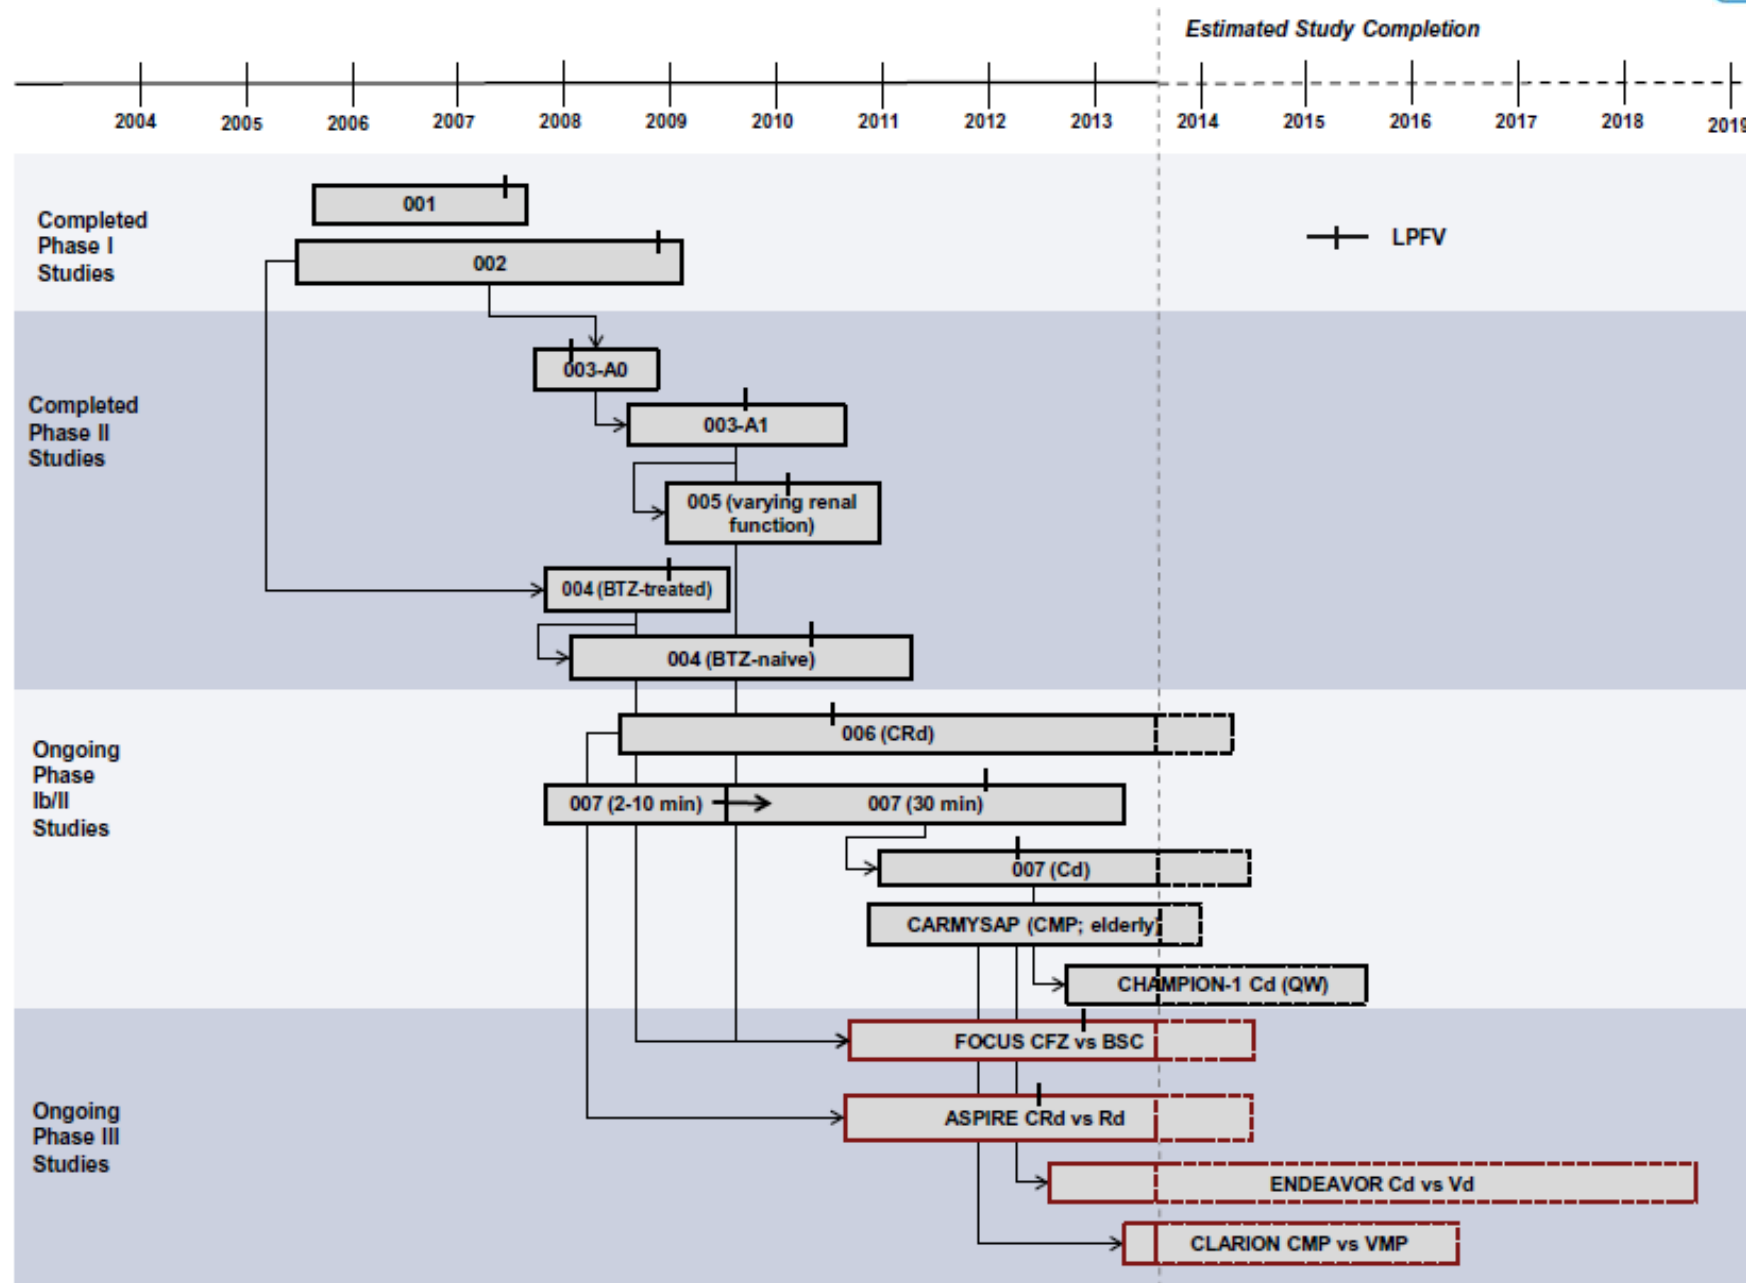 Estimated Study Completion
2004 2005 2006 2007 2008 2009 2010 2011 2012 2013 2014 2015 2016 2017 2018 2019
Completed
Phase I
Studies
001
002
LPFV
Completed
Phase II
Studies
003-A0
003-A1
005 (varying renal
function)
004 (BTZ-treated)
004 (BTZ-naive)
Ongoing
Phase
Ib/II
Studies
006 (CRd)
007 (2-10 min)
007 (30 min)
007 (Cd)
CARMYSAP (CMP; elderly)
CHAMPION-1 Cd (QW)
Ongoing
Phase III
Studies
FOCUS CFZ vs BSC
ASPIRE CRd vs Rd
ENDEAVOR Cd vs Vd
CLARION CMP vs VMP